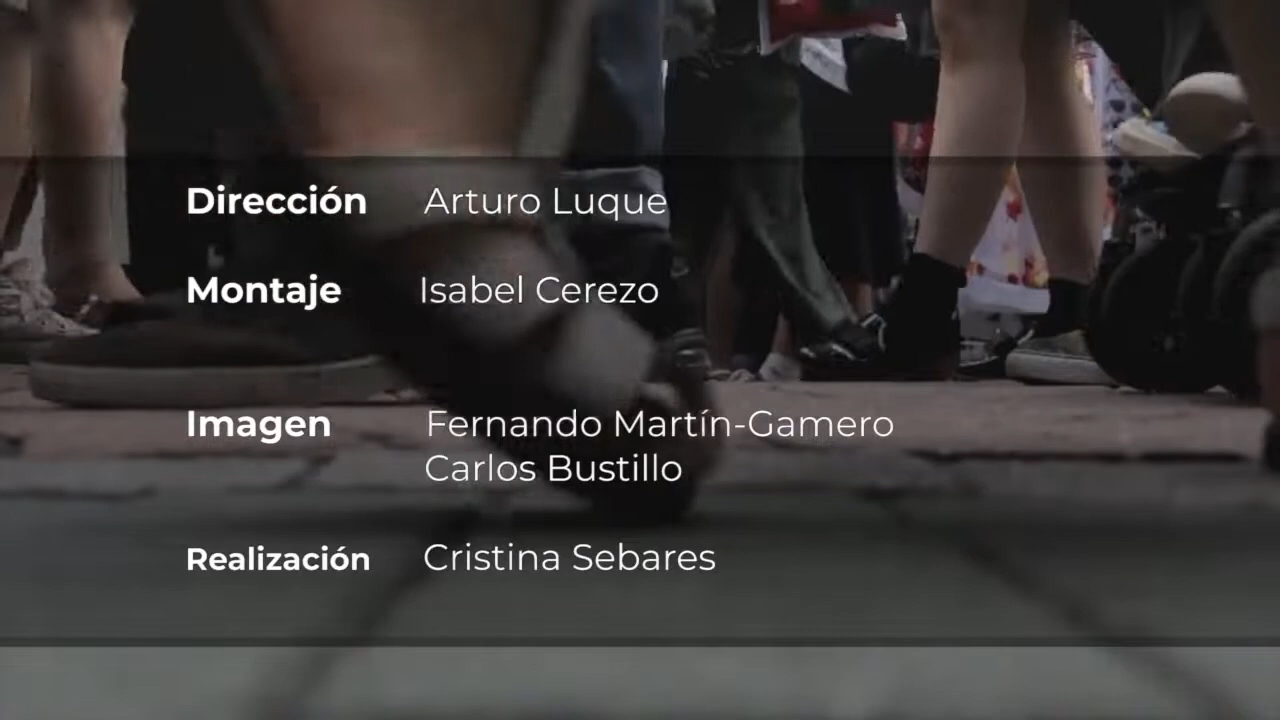 Dirección Arturo Luque
Montaje Isabel Cerezo
Imagen Fernando Martín-Gamero
Carlos Bustillo
Realización Cristina Sebares